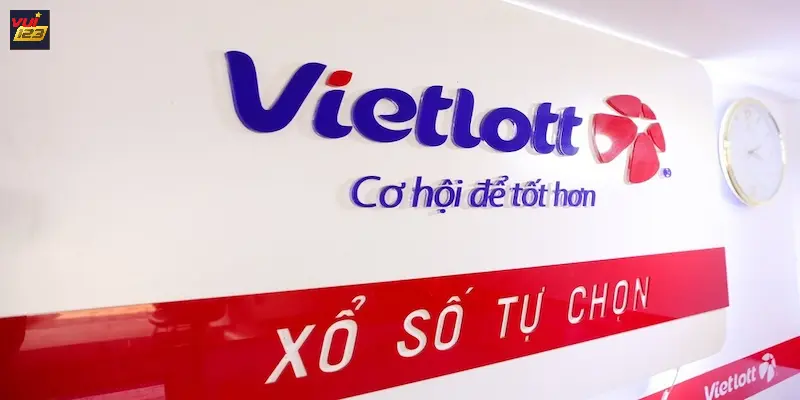 VUI
123
Vietlott
Cơ hội để tốt hơn
XỔ SỐ TỰ CHỌN
Vietlott